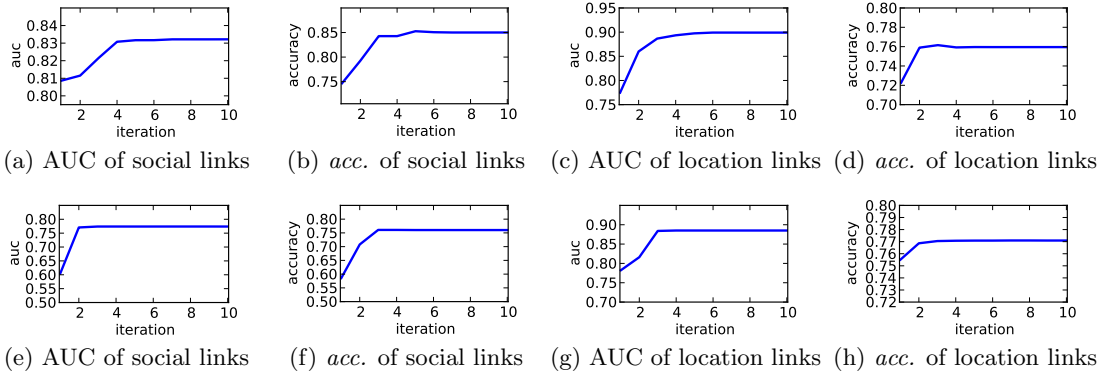 0.84
0.83
0.82
0.81
0.80
auc
2 4 6 8 10
iteration
(a) AUC of social links
0.85
0.80
0.75
accuracy
2 4 6 8 10
iteration
(b) acc. of social links
0.95
0.90
0.85
0.80
0.75
auc
2 4 6 8 10
iteration
(c) AUC of location links
0.80
0.78
0.76
0.74
0.72
0.70
accuracy
2 4 6 8 10
iteration
(d) acc. of location links
0.80
0.75
0.70
0.65
0.60
0.55
0.50
auc
2 4 6 8 10
iteration
(e) AUC of social links
0.80
0.75
0.70
0.65
0.60
0.55
0.50
accuracy
2 4 6 8 10
iteration
(f) acc. of social links
0.90
0.85
0.80
0.75
0.70
auc
2 4 6 8 10
iteration
(g) AUC of location links
0.80
0.79
0.78
0.77
0.76
0.75
0.74
0.73
0.72
accuracy
2 4 6 8 10
iteration
(h) acc. of location links